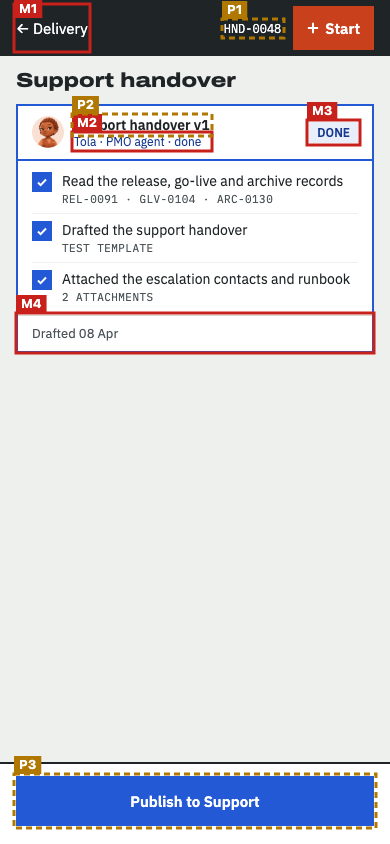 M1
← Delivery
P1
HND-0048
+ Start
Support handover
P2
M2
port handover v1
Tola · PMO agent · done
M3
DONE
Read the release, go-live and archive records
REL-0091 · GLV-0104 · ARC-0130
Drafted the support handover
TEST TEMPLATE
Attached the escalation contacts and runbook
2 ATTACHMENTS
M4
Drafted 08 Apr
P3
Publish to Support